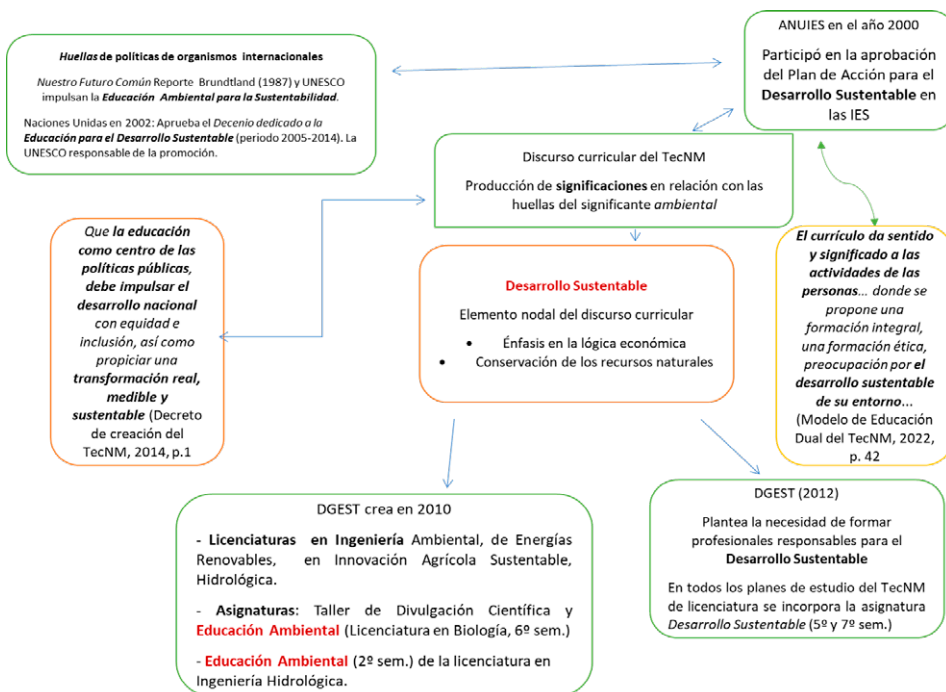 Huellas de políticas de organismos internacionales
Nuestro Futuro Común Reporte Brundtland (1987) y UNESCO
impulsan la Educación Ambiental para la Sustentabilidad.
Naciones Unidas en 2002: Aprueba el Decenio dedicado a la
Educación para el Desarrollo Sustentable (periodo 2005-2014). La
UNESCO responsable de la promoción.
ANUIES en el año 2000
Participó en la aprobación
del Plan de Acción para el
Desarrollo Sustentable en
las IES
Discurso curricular del TecNM
Producción de significaciones en relación con las
huellas del significante ambiental
Que la educación
como centro de las
políticas públicas,
debe impulsar el
desarrollo nacional
con equidad e
inclusión, así como
propiciar una
transformación real,
medible y
sustentable (Decreto
de creación del
TecNM, 2014, p.1
Desarrollo Sustentable
Elemento nodal del discurso curricular
• Énfasis en la lógica económica
• Conservación de los recursos naturales
El currículo da sentido
y significado a las
actividades de las
personas... donde se
propone una
formación integral,
una formación ética,
preocupación por el
desarrollo sustentable
de su entorno...
(Modelo de Educación
Dual del TecNM, 2022,
p. 42
DGEST crea en 2010
- Licenciaturas en Ingeniería Ambiental, de Energías
Renovables, en Innovación Agrícola Sustentable,
Hidrológica.
- Asignaturas: Taller de Divulgación Científica y
Educación Ambiental (Licenciatura en Biología, 6º sem.)
- Educación Ambiental (2º sem.) de la licenciatura en
Ingeniería Hidrológica.
DGEST (2012)
Plantea la necesidad de formar
profesionales responsables para el
Desarrollo Sustentable
En todos los planes de estudio del TecNM
de licenciatura se incorpora la asignatura
Desarrollo Sustentable (5º y 7º sem.)